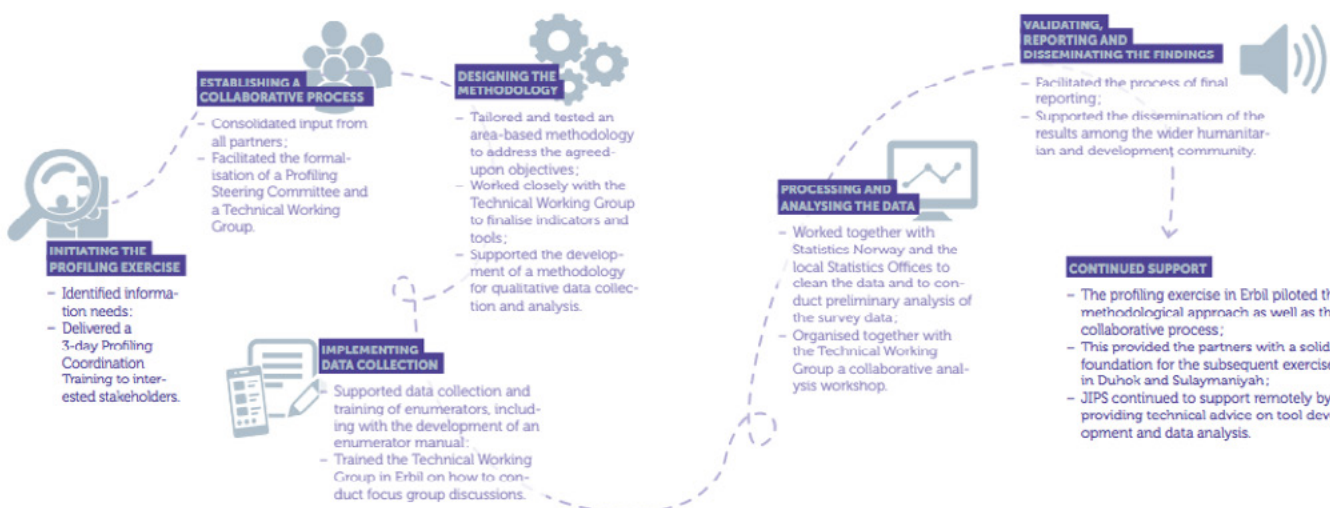 INITIATING THE
PROFILING EXERCISE
– Identified informa-
tion needs;
– Delivered a
3-day Profiling
Coordination
Training to inter-
ested stakeholders.
ESTABLISHING A
COLLABORATIVE PROCESS
– Consolidated input from
all partners;
– Facilitated the formal-
isation of a Profiling
Steering Committee and
a Technical Working
Group.
DESIGNING THE
METHODOLOGY
– Tailored and tested an
area-based methodology
to address the agreed-
upon objectives;
– Worked closely with the
Technical Working Group
to finalise indicators and
tools;
– Supported the develop-
ment of a methodology
for qualitative data collec-
tion and analysis.
IMPLEMENTING
DATA COLLECTION
– Supported data collection and
training of enumerators, includ-
ing with the development of an
enumerator manual;
– Trained the Technical Working
Group in Erbil on how to con-
duct focus group discussions.
PROCESSING AND
ANALYSING THE DATA
– Worked together with
Statistics Norway and the
local Statistics Offices to
clean the data and to con-
duct preliminary analysis of
the survey data;
– Organised together with
the Technical Working
Group a collaborative anal-
ysis workshop.
VALIDATING,
REPORTING AND
DISSEMINATING THE FINDINGS
– Facilitated the process of final
reporting;
– Supported the dissemination of the
results among the wider humanitar-
ian and development community.
CONTINUED SUPPORT
– The profiling exercise in Erbil piloted th
methodological approach as well as th
collaborative process;
– This provided the partners with a solid
foundation for the subsequent exercise
in Duhok and Sulaymaniyah;
– JIPS continued to support remotely by
providing technical advice on tool deve
opment and data analysis.